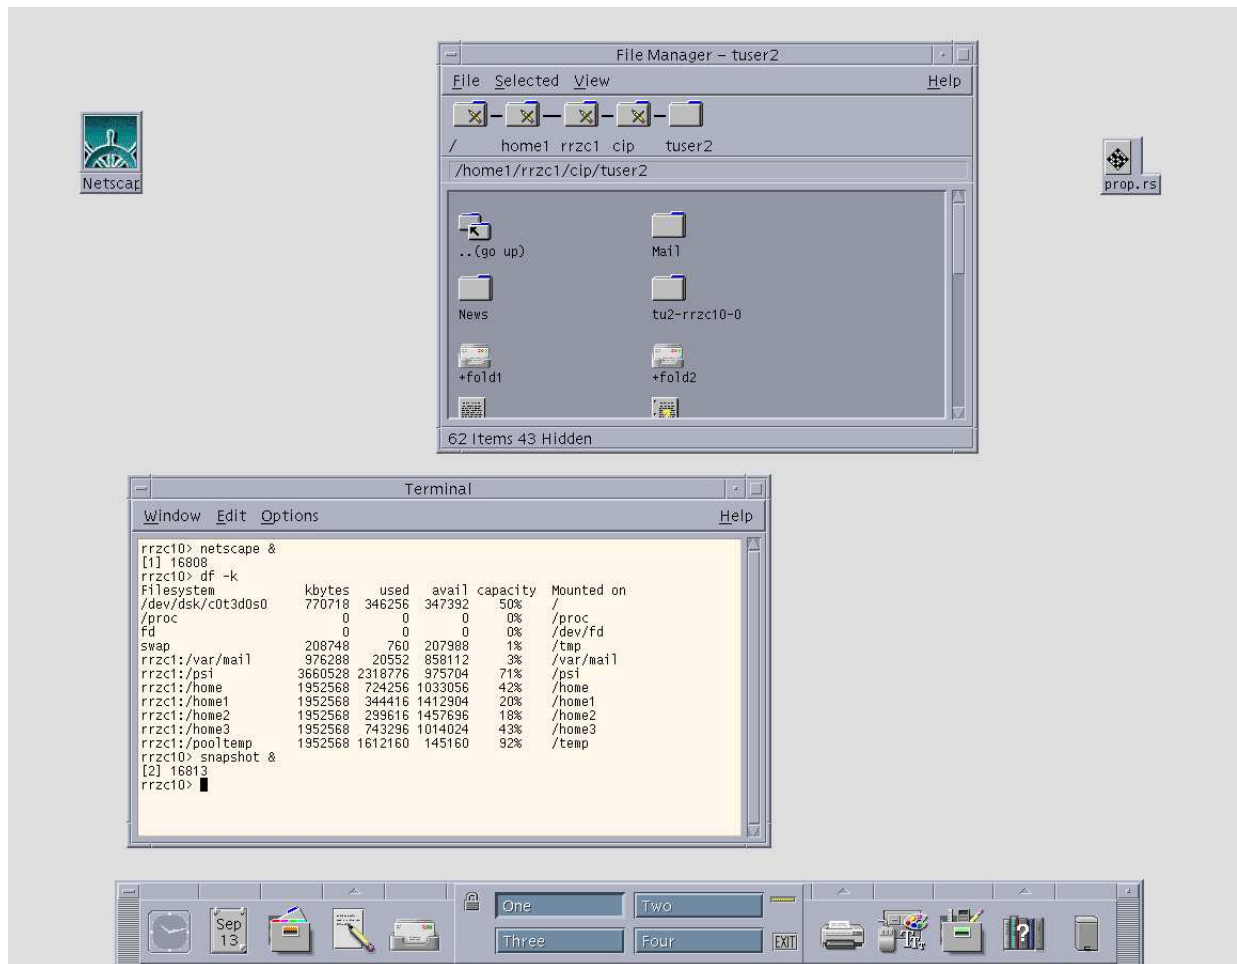 File Manager – tuser2
File Selected View Help
/ home1 rrzc1 cip tuser2
/home1/rrzc1/cip/tuser2
Netscap
prop.rs
..(go up) Mail
News tu2-rrzc10-0
+fold1 +fold2
62 Items 43 Hidden
Terminal
Window Edit Options Help
rrzc10> netscape &
[1] 16808
rrzc10> df -k
Filesystem kbytes used avail capacity Mounted on
/dev/dsk/c0t3d0s0 770718 346256 347392 50% /
/proc 0 0 0 0% /proc
fd 0 0 0 0% /dev/fd
swap 208748 760 207988 1% /tmp
rrzc1:/var/mail 976288 20552 858112 3% /var/mail
rrzc1:/psi 3660528 2318776 975704 71% /psi
rrzc1:/home 1952568 724256 1033056 42% /home
rrzc1:/home1 1952568 344416 1412904 20% /home1
rrzc1:/home2 1952568 299616 1457696 18% /home2
rrzc1:/home3 1952568 743296 1014024 43% /home3
rrzc1:/pooltemp 1952568 1612160 145160 92% /temp
rrzc10> snapshot &
[2] 16813
rrzc10>
One Two
Sep
13
Three Four EXIT
?